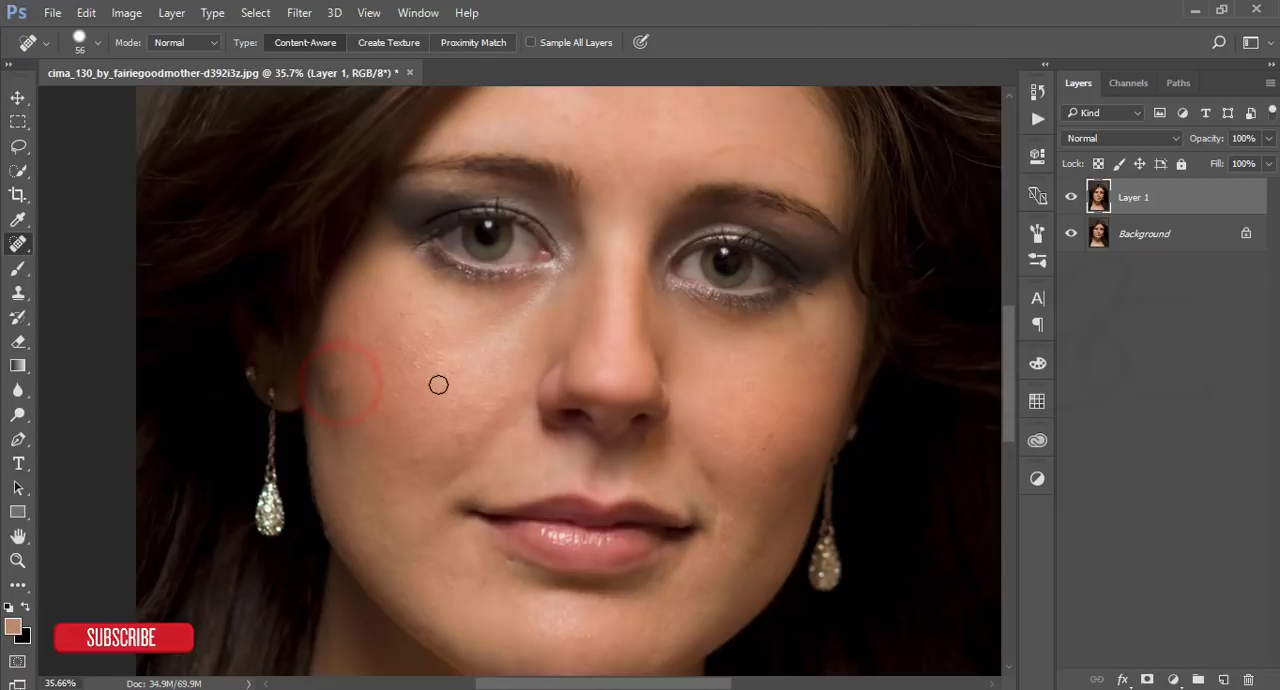 Ps File Edit Image Layer Type Select Filter 3D View Window Help
56 Mode: Normal Type: Content-Aware Create Texture Proximity Match Sample All Layers
cima_130_by_fairiegoodmother-d392i3z.jpg @ 35.7% (Layer 1, RGB/8*) * ×
Layers Channels Paths
Kind
Normal Opacity: 100%
Lock: Fill: 100%
Layer 1
Background
SUBSCRIBE
35.66% Doc: 34.9M/69.9M
fx